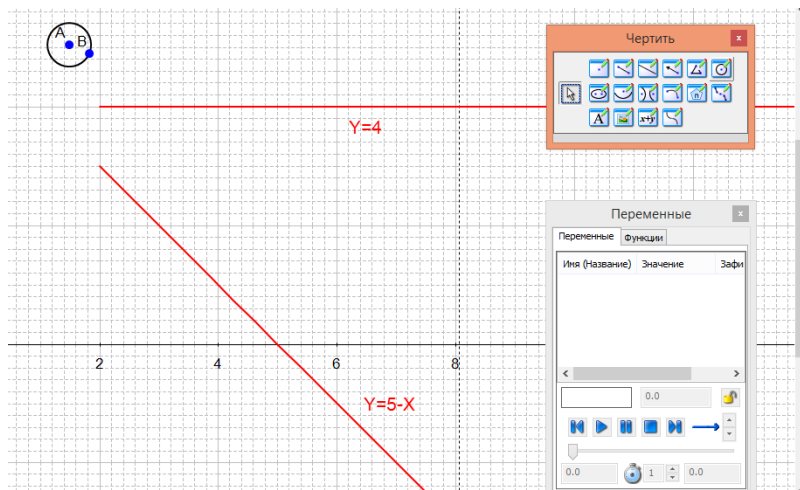 A B
Чертить
Y=4
Переменные
Переменные Функции
Имя (Название) Значение Зафи
0.0
2 4 6 8
Y=5-X
0.0 1 0.0